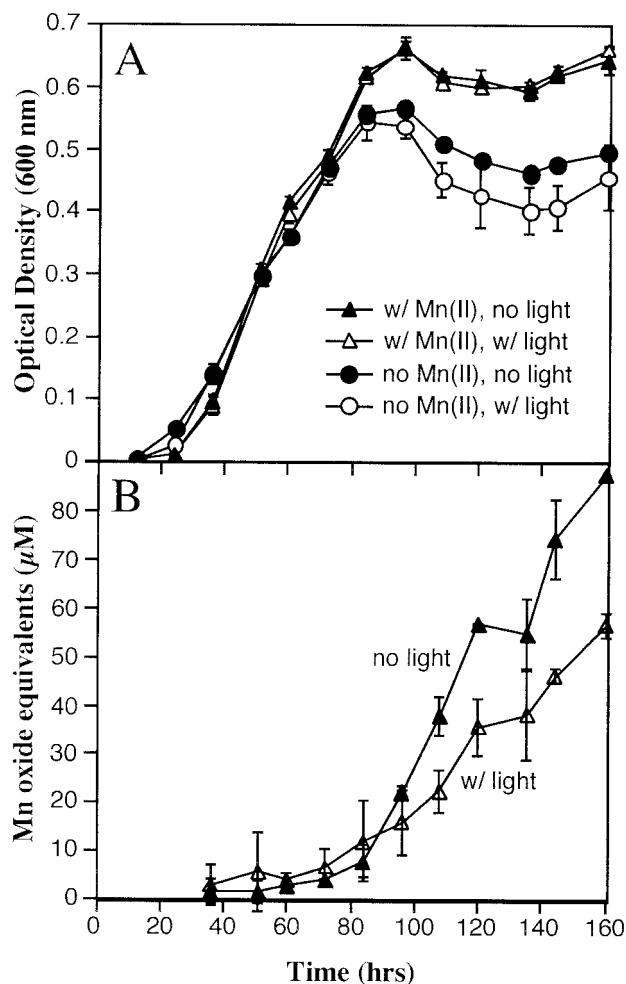 A
0.7
0.6
0.5
0.4
0.3
0.2
0.1
0
Optical Density (600 nm)
w/ Mn(II), no light
w/ Mn(II), w/ light
no Mn(II), no light
no Mn(II), w/ light
B
80
70
60
50
40
30
20
10
0
Mn oxide equivalents (μM)
no light
w/ light
0 20 40 60 80 100 120 140 160
Time (hrs)